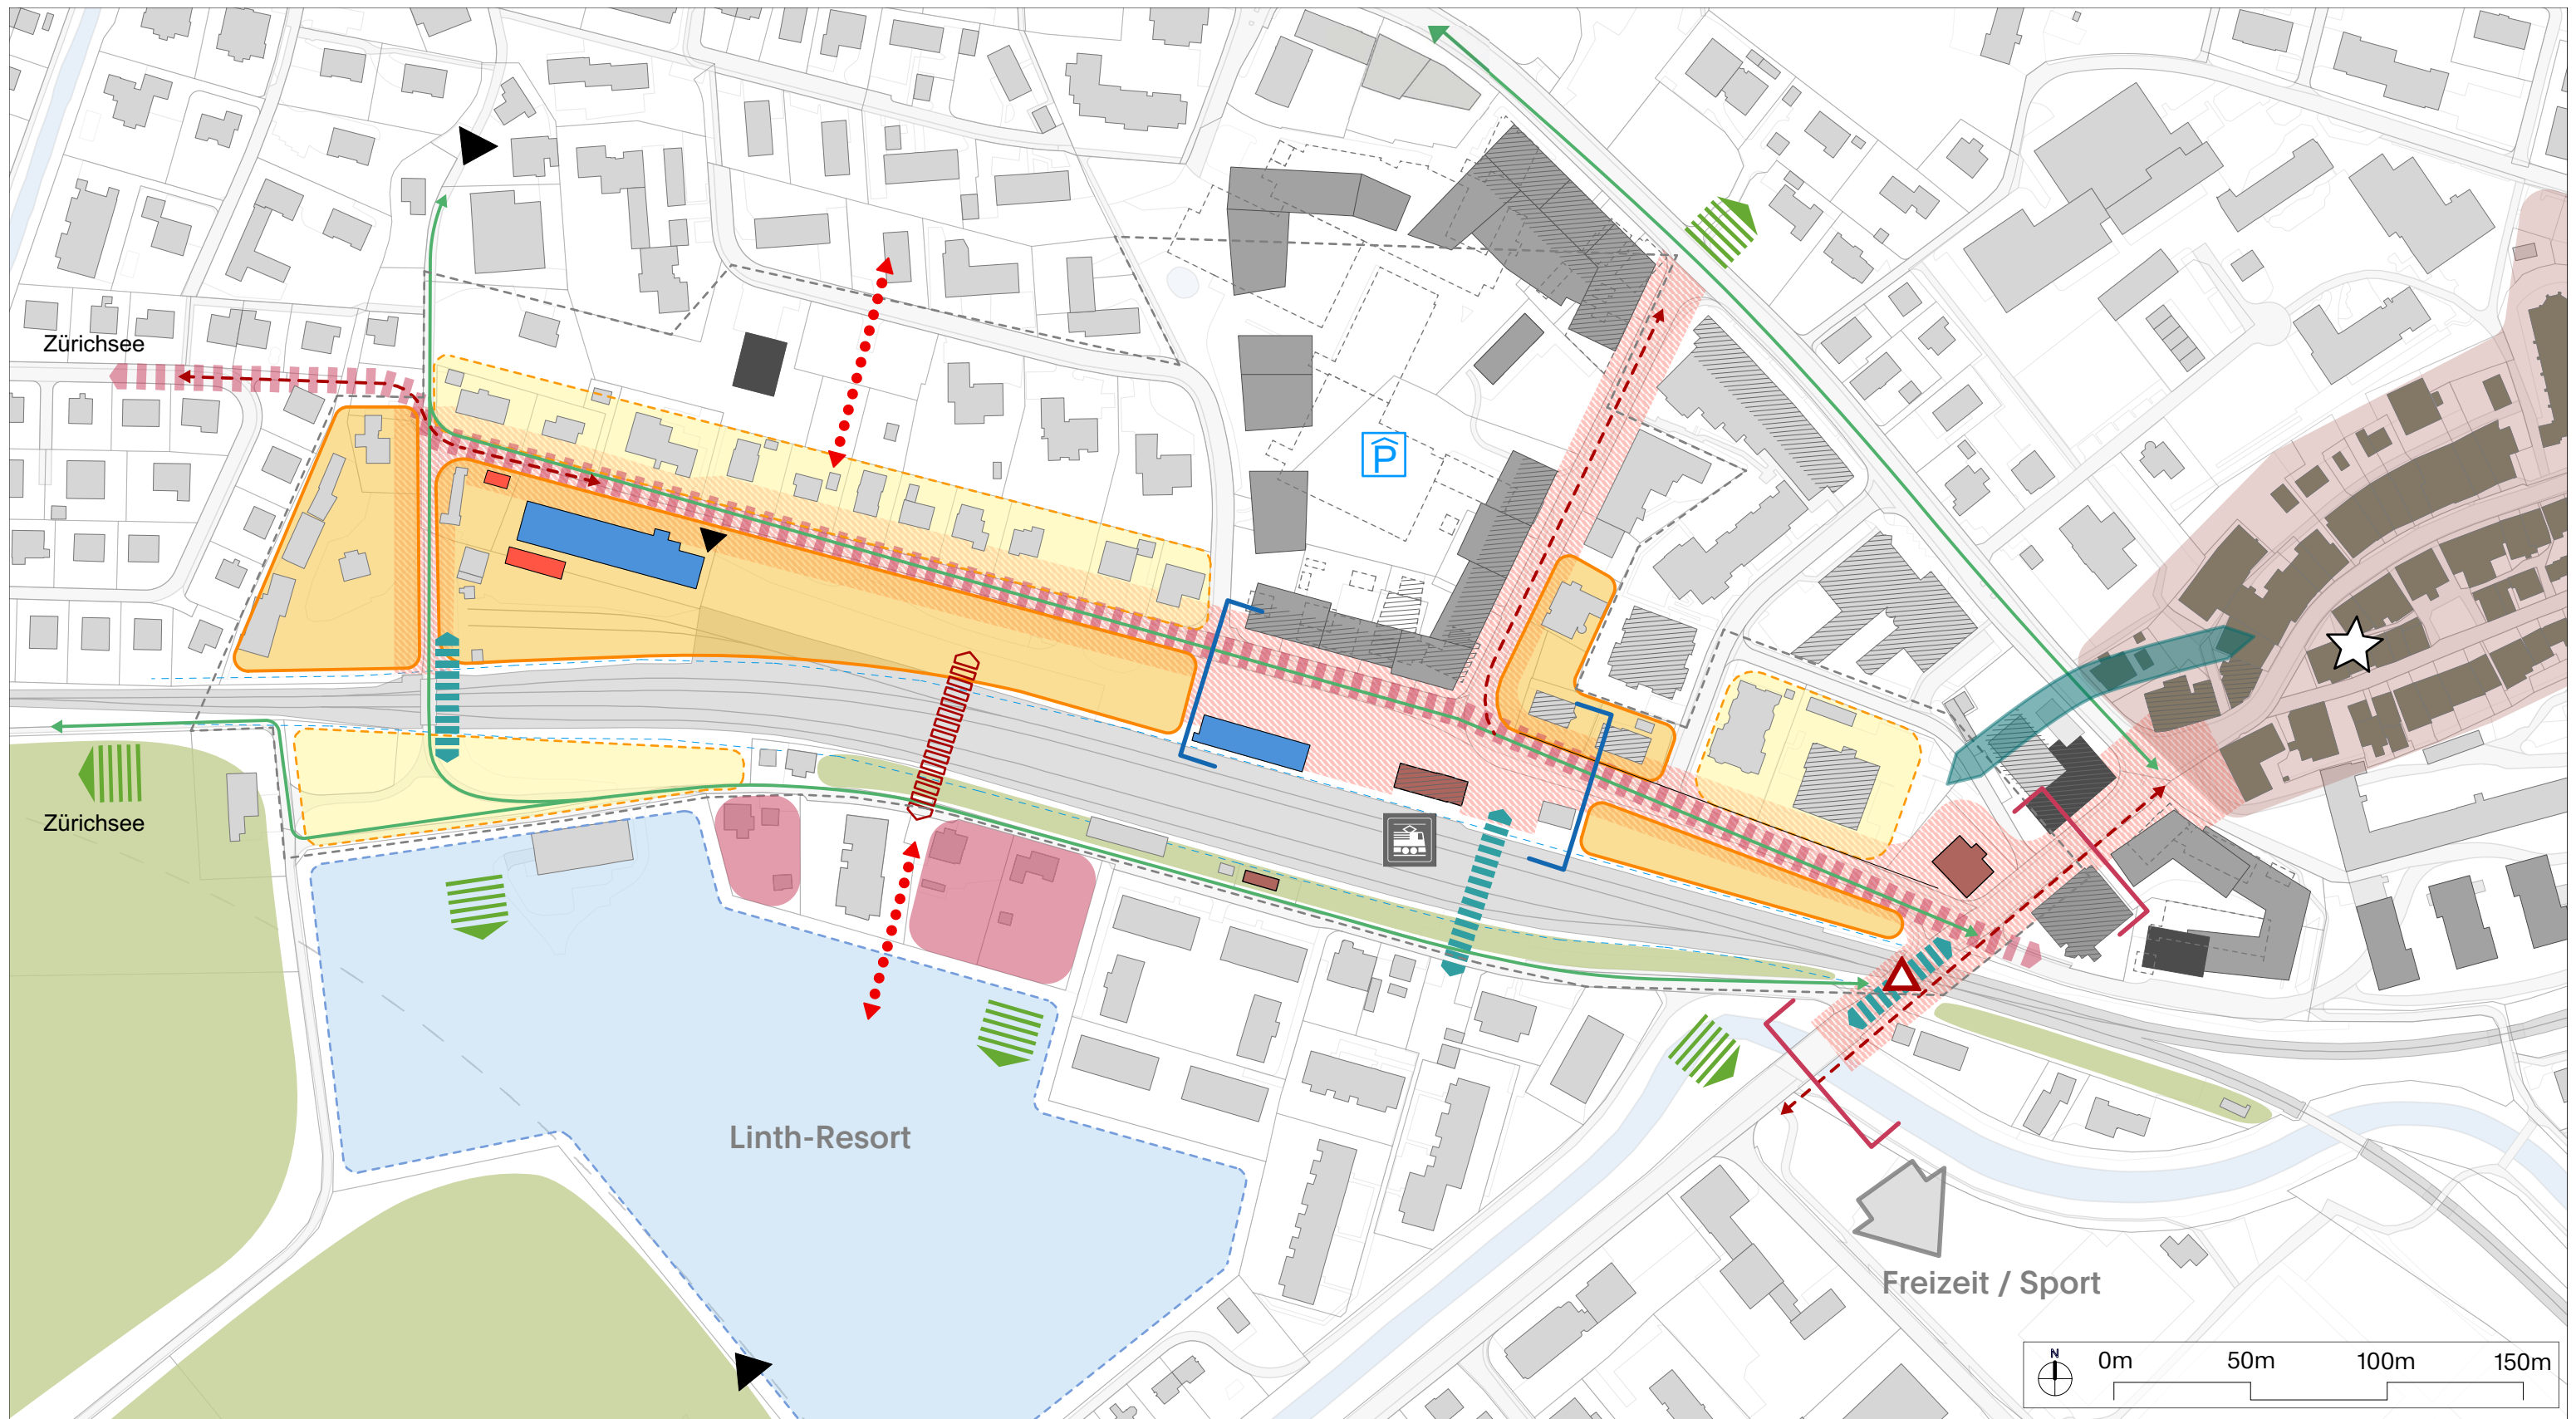 Zürichsee
P
Zürichsee
Linth-Resort
Freizeit / Sport
N
0m 50m 100m 150m